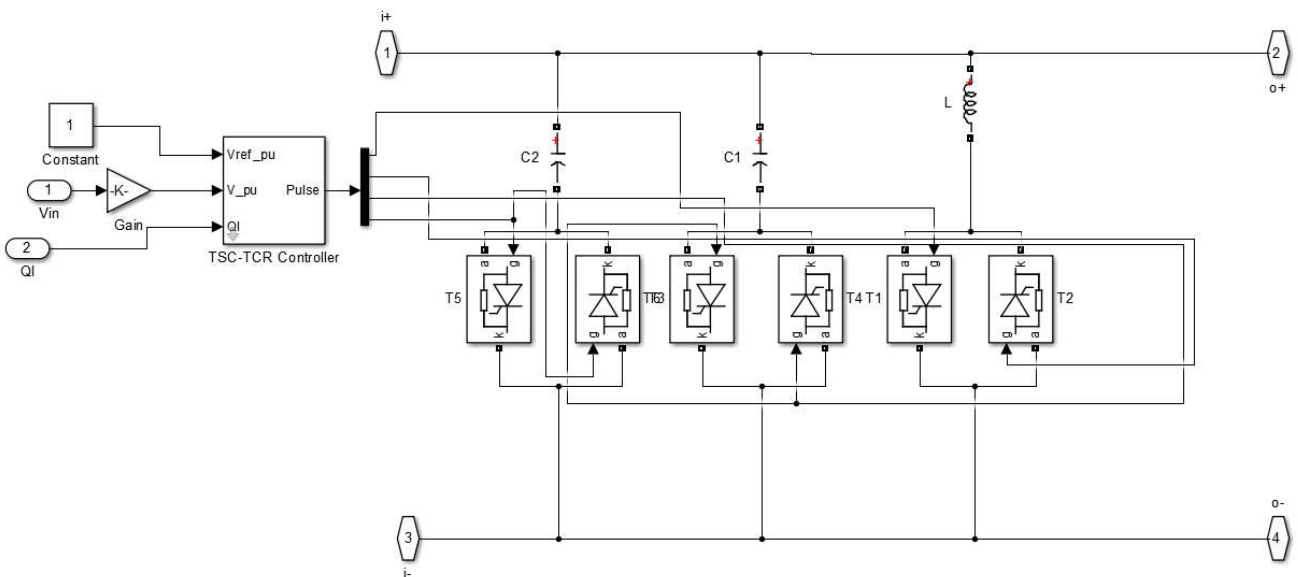 i+
1
2
o+
L
1
Constant
Vref_pu
C2
C1
1
-K-
V_pu
Pulse
Vin
Gain
QI
2
TSC-TCR Controller
QI
a
g
k
a
g
k
a
g
k
T5
T3
T4
T1
T2
k
g
a
k
g
a
k
g
a
o-
3
4
i-